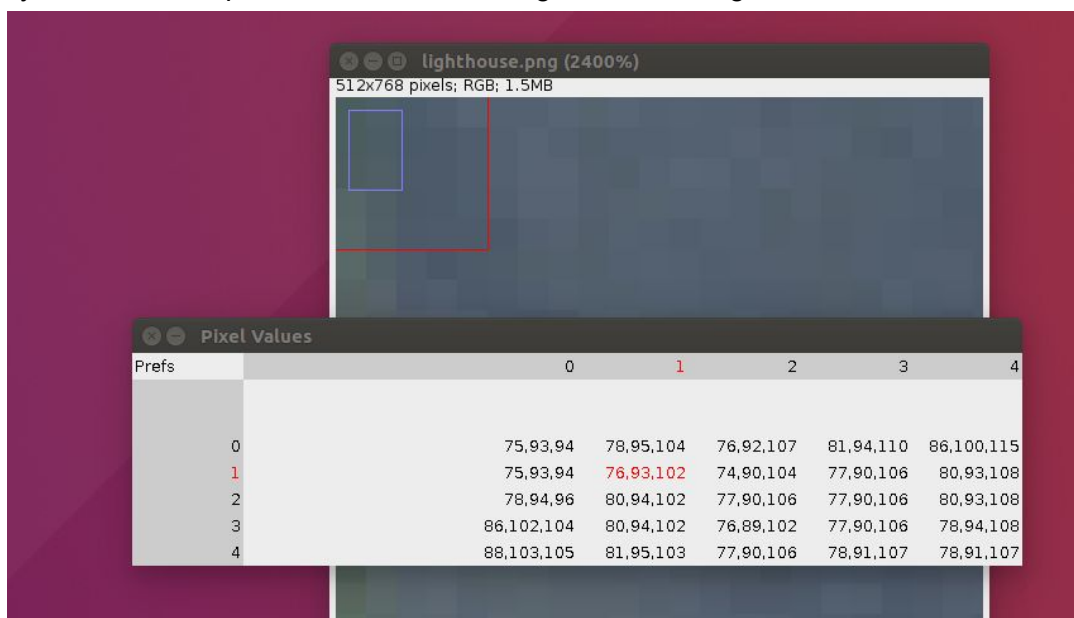 lighthouse.png (2400%)
512x768 pixels; RGB; 1.5MB
Pixel Values
Prefs 0 1 2 3 4
0 75,93,94 78,95,104 76,92,107 81,94,110 86,100,115
1 75,93,94 76,93,102 74,90,104 77,90,106 80,93,108
2 78,94,96 80,94,102 77,90,106 77,90,106 80,93,108
3 86,102,104 80,94,102 76,89,102 77,90,106 78,94,108
4 88,103,105 81,95,103 77,90,106 78,91,107 78,91,107